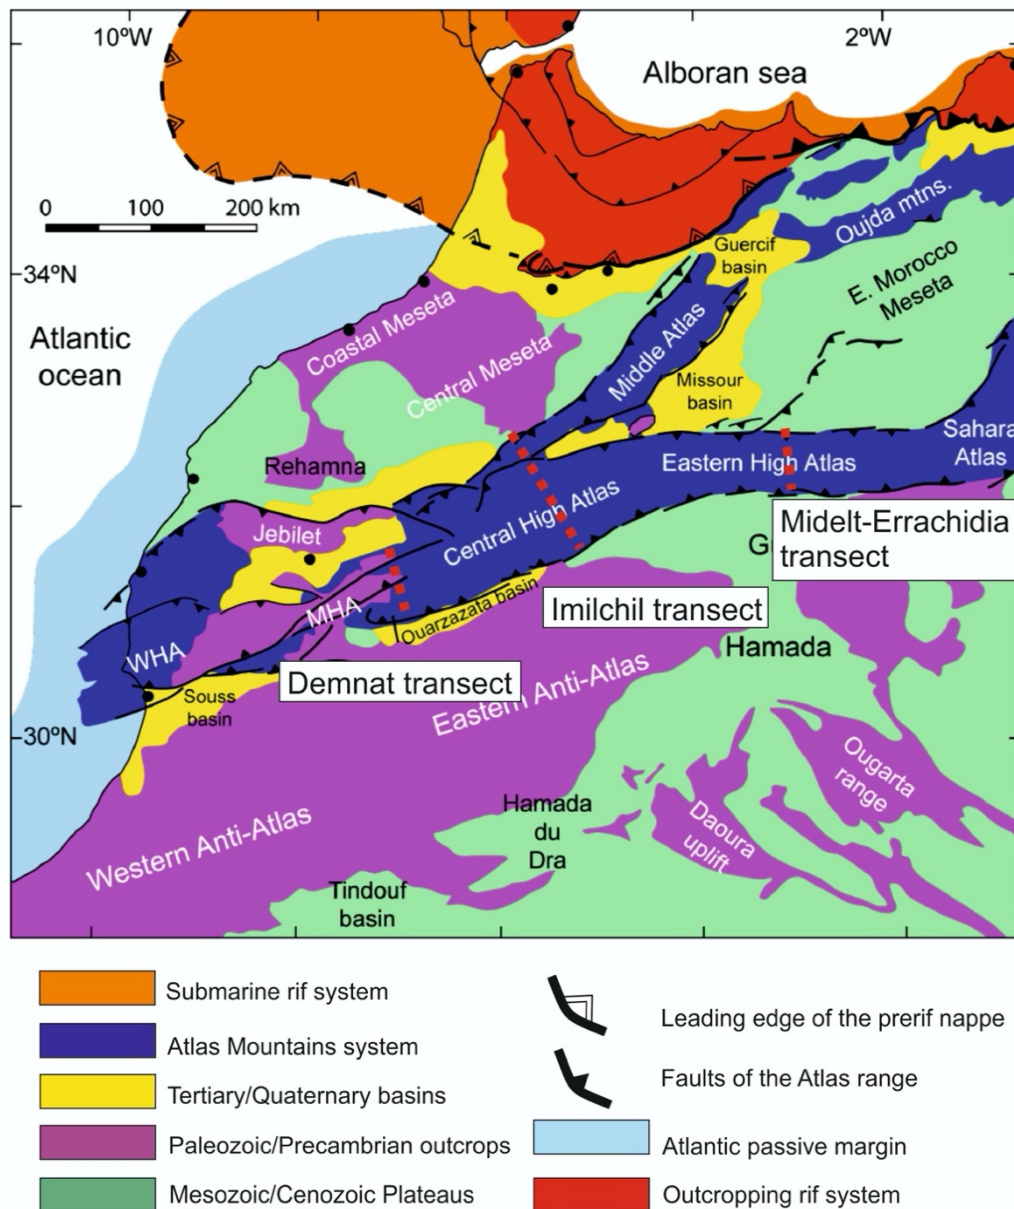 10ºW
2ºW
Alboran sea
0 100 200 km
Oujda mtns.
Guercif
basin
34ºN
E. Morocco
Meseta
Atlantic
ocean
Coastal Meseta
Middle Atlas
Central Meseta
Missour
basin
Sahara
Atlas
Rehamna
Eastern High Atlas
Central High Atlas
Midelt-Errachidia
transect
Jebilet
G
MHA
Ouarzazata basin
Imilchil transect
WHA
Hamada
Demnat transect
Souss
basin
Eastern Anti-Atlas
30ºN
Ougarta
range
Hamada
du
Dra
Daoura
uplift
Western Anti-Atlas
Tindouf
basin
Submarine rif system
Leading edge of the prerif nappe
Atlas Mountains system
Faults of the Atlas range
Tertiary/Quaternary basins
Paleozoic/Precambrian outcrops
Atlantic passive margin
Mesozoic/Cenozoic Plateaus
Outcropping rif system